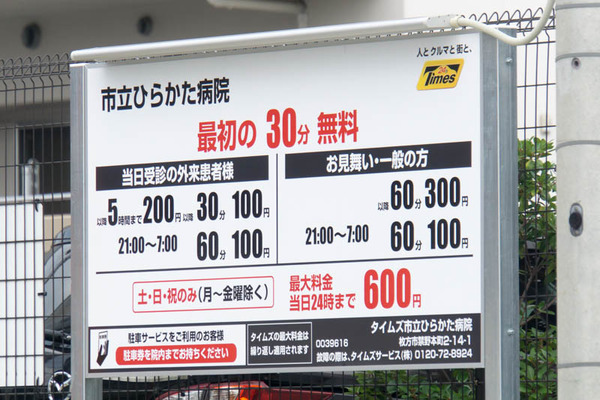 人とクルマと街と、
24h
Times
市立ひらかた病院
最初の 30分 無料
当日受診の外来患者様
以降 5時間まで 200円 以降 30分 100円
21:00〜7:00 60分 100円
お見舞い・一般の方
以降 60分 300円
21:00〜7:00 60分 100円
土・日・祝のみ(月〜金曜除く)
最大料金
当日24時まで 600円
駐車サービスをご利用のお客様
駐車券を院内までお持ちください
タイムズの最大料金は
繰り返し適用されます
タイムズ市立ひらかた病院
0039616 枚方市禁野本町2-14-1
故障の際は、タイムズサービス(株) 0120-72-8924